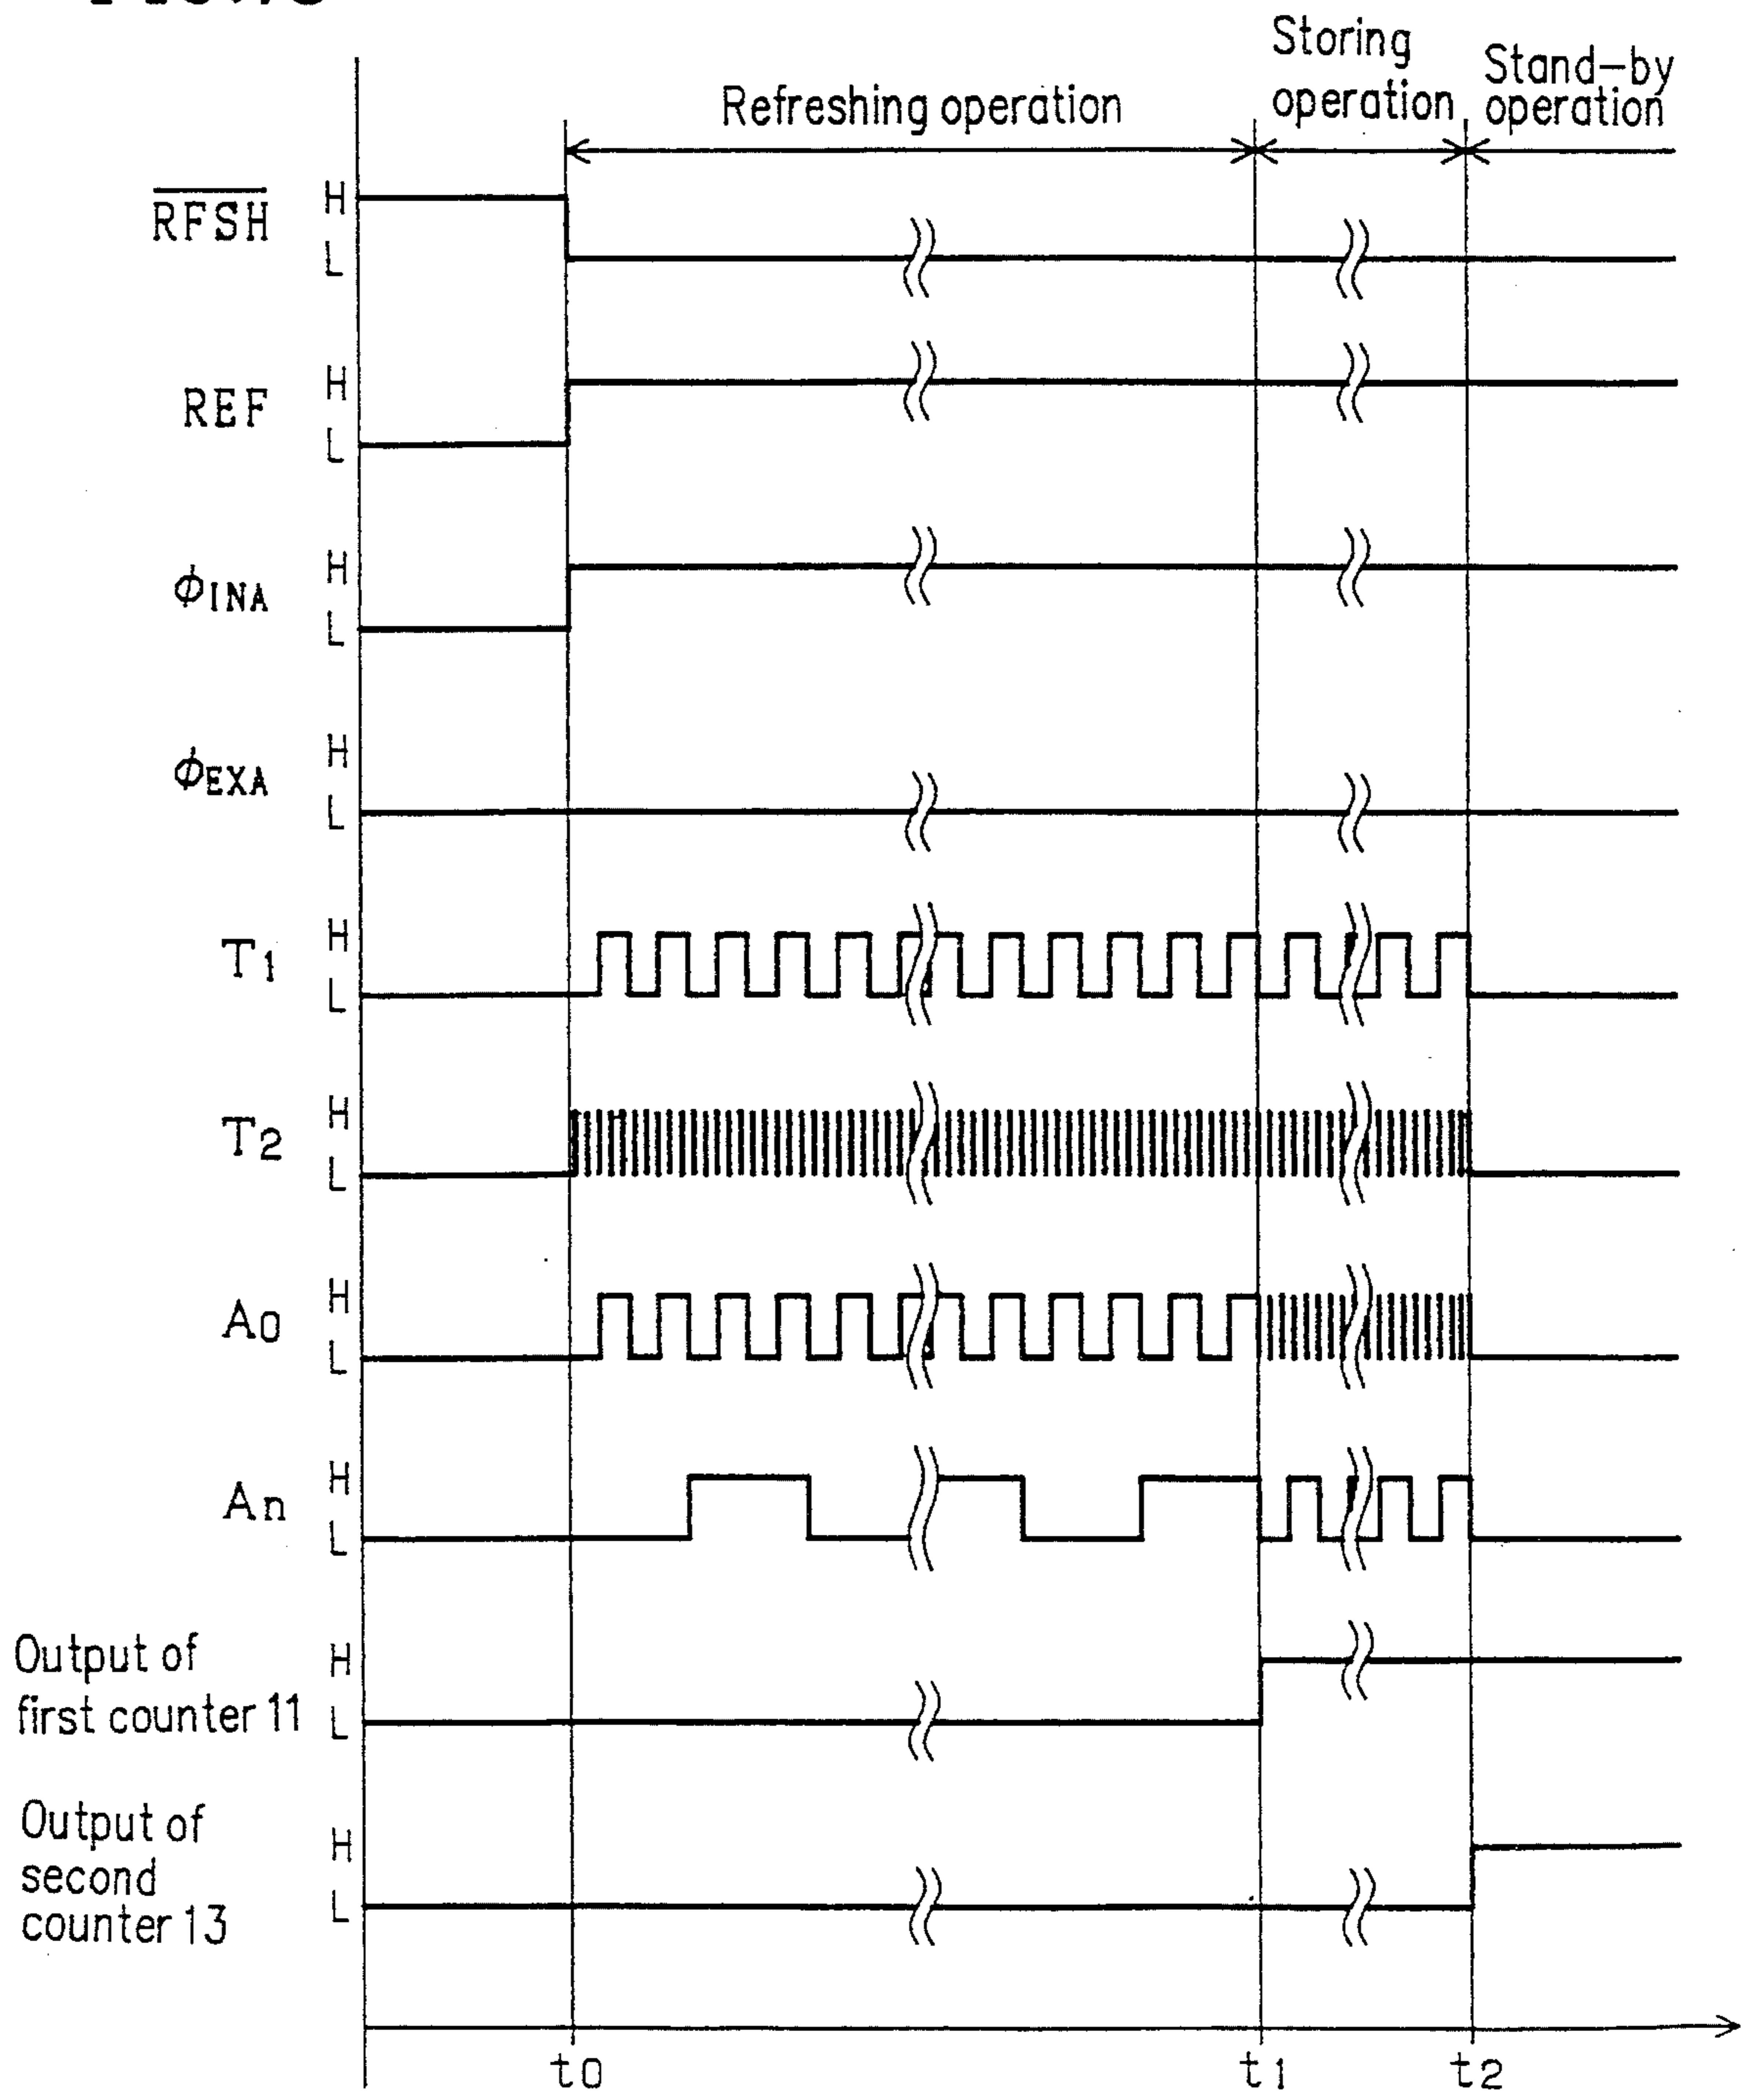 Storing
operation
Stand-by
operation
Refreshing operation
RFSH H
L
REF H
L
ϕINA H
L
ϕEXA H
L
T1 H
L
T2 H
L
A0 H
L
An H
L
Output of
first counter 11
H
L
Output of
second
counter 13
H
L
t0 t1 t2